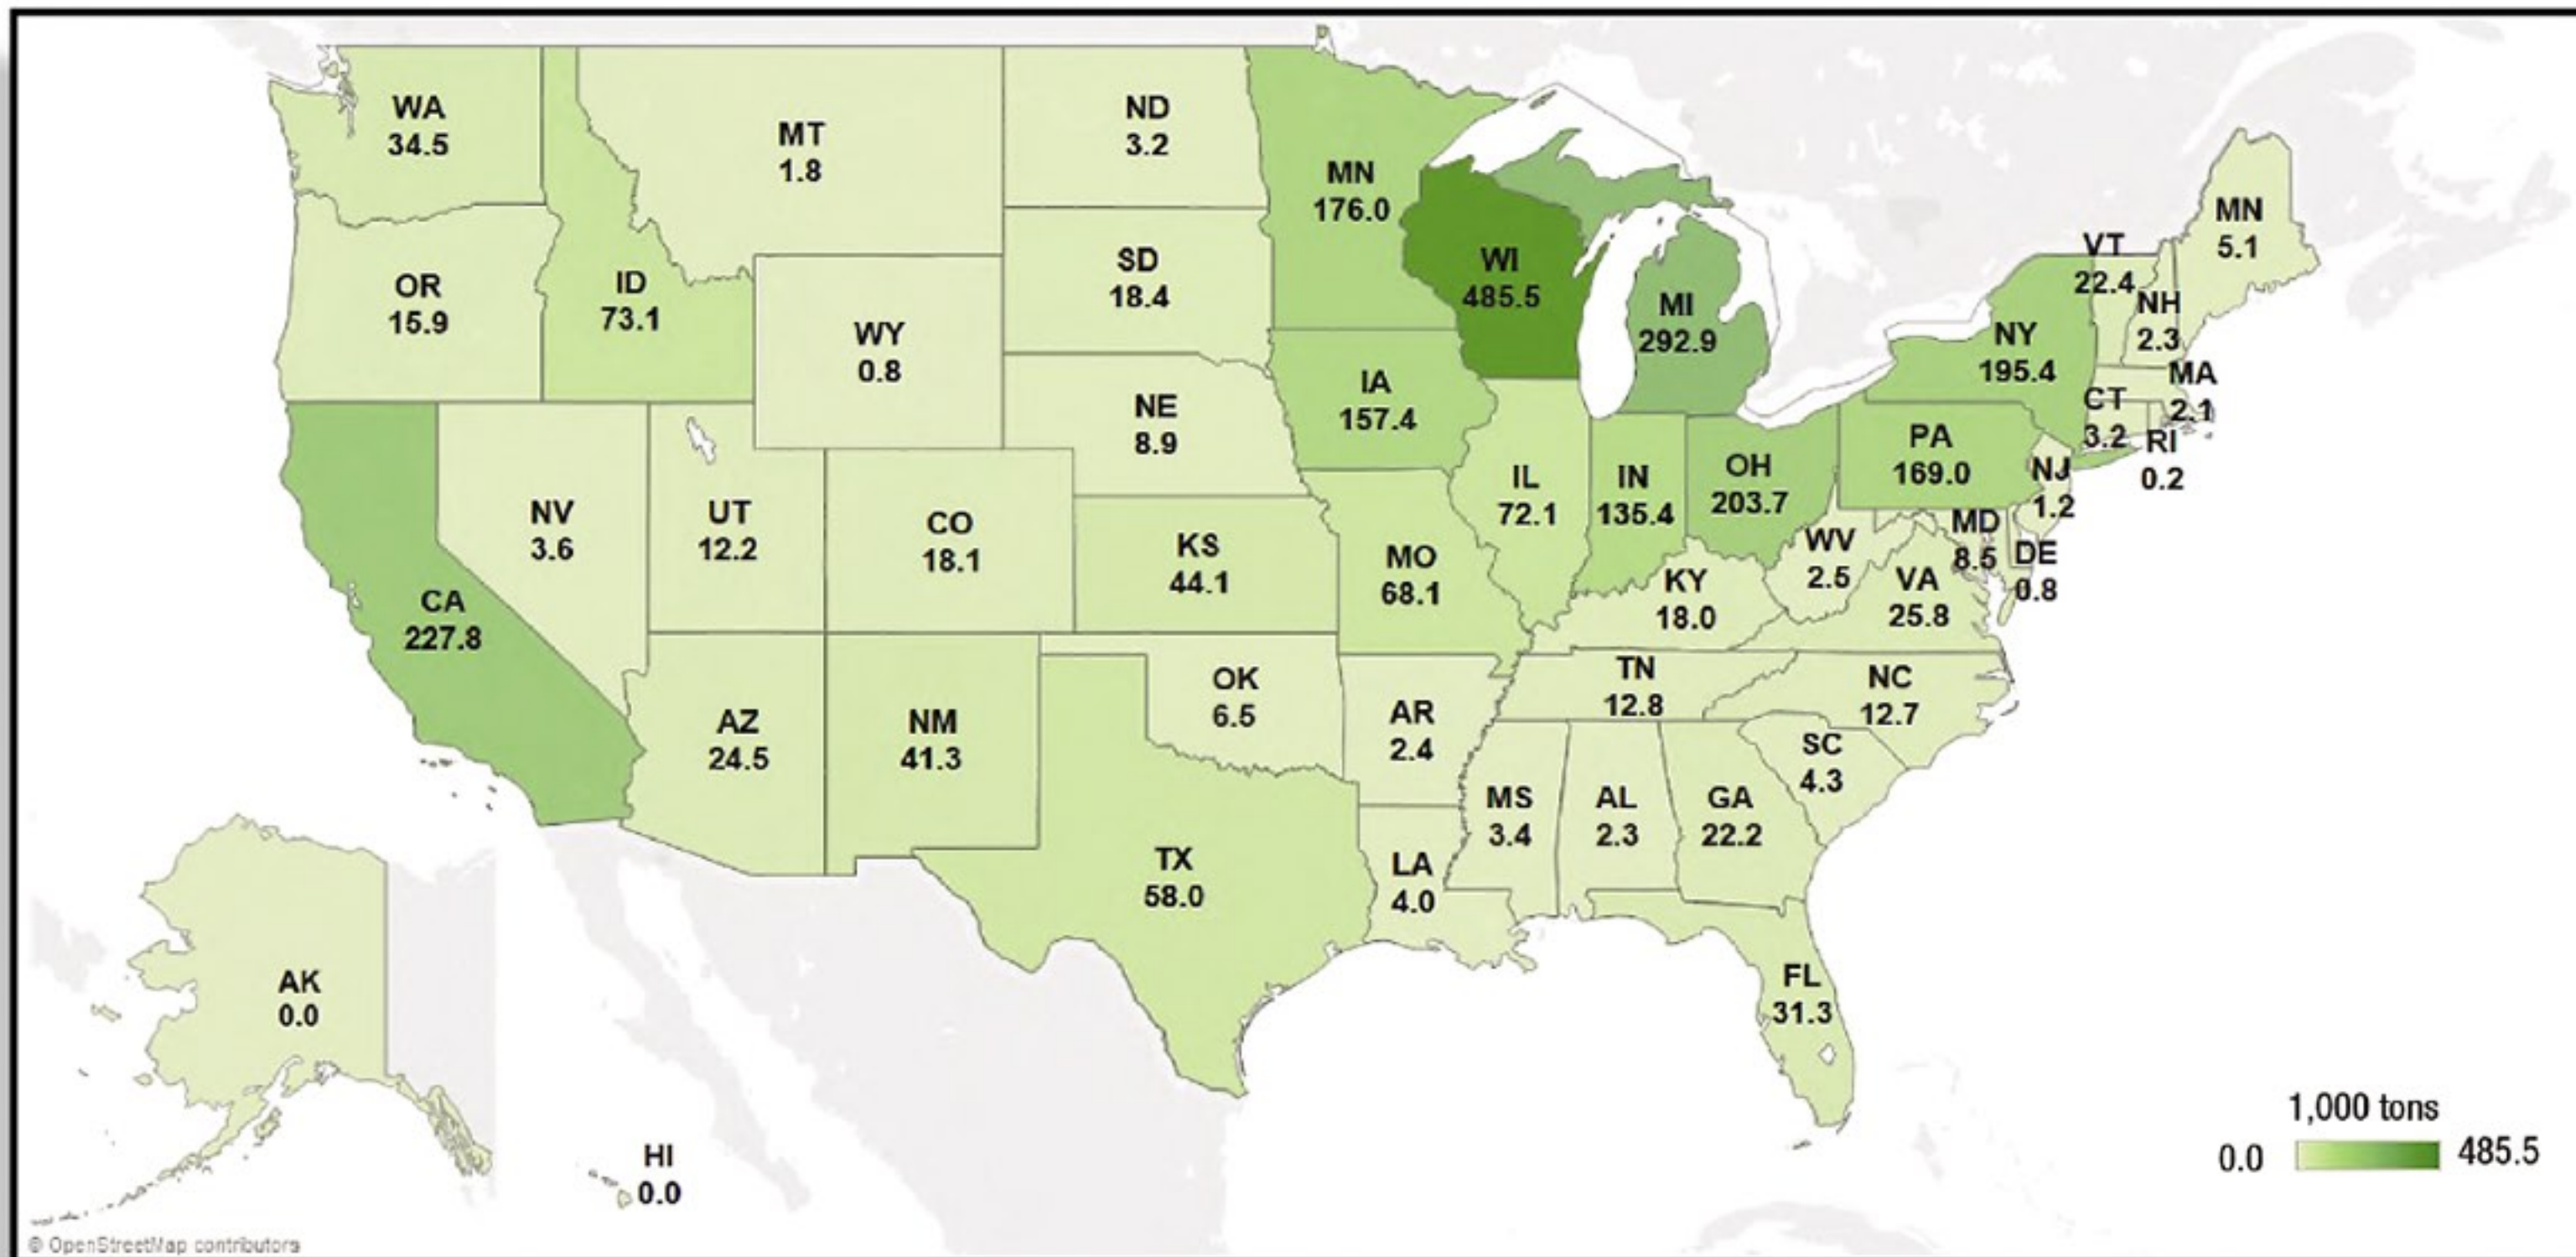 WA
34.5
MT
1.8
ND
3.2
MN
176.0
WI
485.5
MI
292.9
MN
5.1
VT
22.4
NH
2.3
NY
195.4
MA
2.1
CT
3.2
RI
0.2
OR
15.9
ID
73.1
WY
0.8
SD
18.4
NE
8.9
IA
157.4
IL
72.1
IN
135.4
OH
203.7
PA
169.0
NJ
1.2
MD
8.5
DE
0.8
WV
2.5
VA
25.8
CA
227.8
NV
3.6
UT
12.2
CO
18.1
KS
44.1
MO
68.1
KY
18.0
TN
12.8
NC
12.7
SC
4.3
AZ
24.5
NM
41.3
OK
6.5
AR
2.4
MS
3.4
AL
2.3
GA
22.2
TX
58.0
LA
4.0
FL
31.3
AK
0.0
HI
0.0
1,000 tons
0.0 485.5
© OpenStreetMap contributors